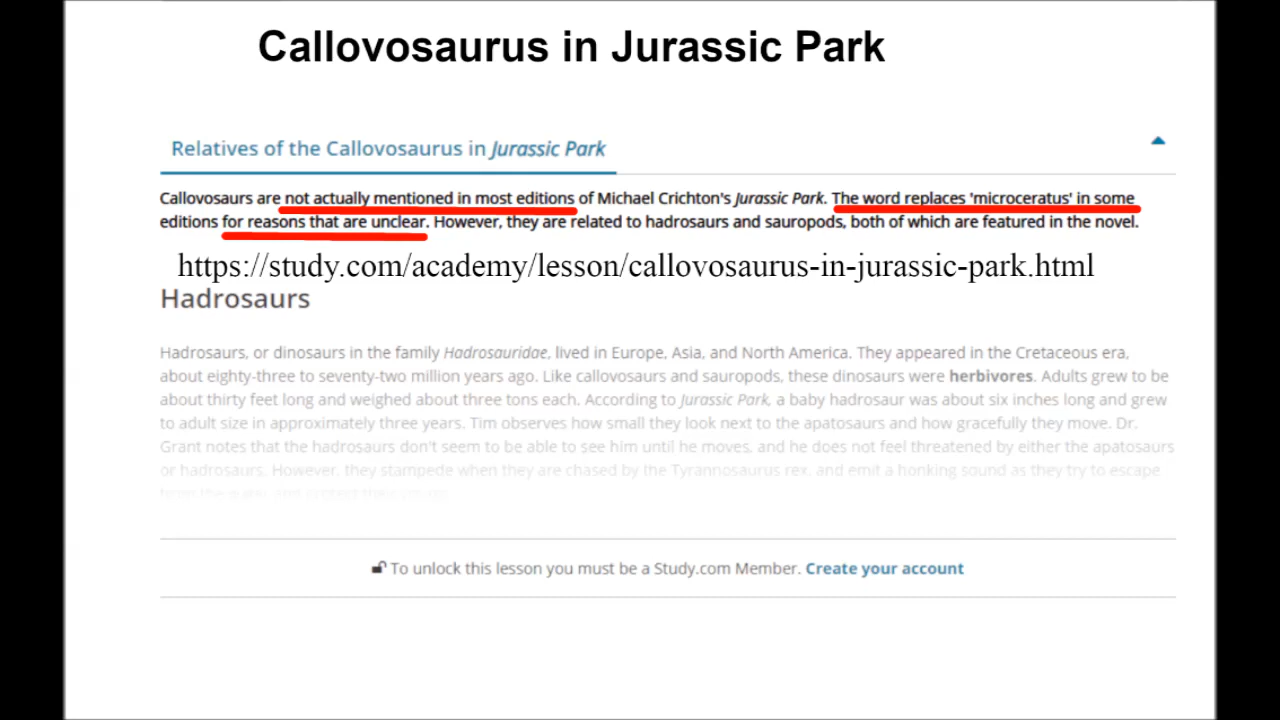 Callovosaurus in Jurassic Park
Relatives of the Callovosaurus in Jurassic Park
Callovosaurs are not actually mentioned in most editions of Michael Crichton's Jurassic Park. The word replaces 'microceratus' in some
editions for reasons that are unclear. However, they are related to hadrosaurs and sauropods, both of which are featured in the novel.
https://study.com/academy/lesson/callovosaurus-in-jurassic-park.html
Hadrosaurs
Hadrosaurs, or dinosaurs in the family Hadrosauridae, lived in Europe, Asia, and North America. They appeared in the Cretaceous era,
about eighty-three to seventy-two million years ago. Like callovosaurs and sauropods, these dinosaurs were herbivores. Adults grew to be
about thirty feet long and weighed about three tons each. According to Jurassic Park, a baby hadrosaur was about six inches long and grew
to adult size in approximately three years. Tim observes how small they look next to the apatosaurs and how gracefully they move. Dr.
Grant notes that the hadrosaurs don't seem to be able to see him until he moves, and he does not feel threatened by either the apatosaurs
or hadrosaurs. However, they stampede when they are chased by the Tyrannosaurus rex, and emit a honking sound as they try to escape
To unlock this lesson you must be a Study.com Member. Create your account